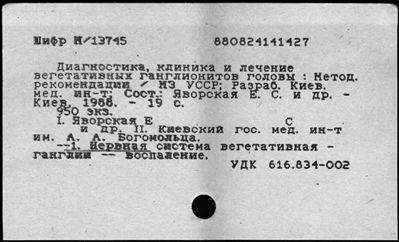 Шифр М/13745 880824141427
Диагностика, клиника и лечение
вегетативных ганглионитов головы : Метод.
рекомендации / МЗ УССР; Разраб. Киев.
мед. ин-т; Сост.: Яворская Е. С. и др. -
Киев, 1988. - 19 с.
950 экз.
I. Яворская Е С
и др. II. Киевский гос. мед. ин-т
им. А. А. Богомольца.
--1. Нервная система вегетативная -
ганглии -- воспаление.
УДК 616.834-002